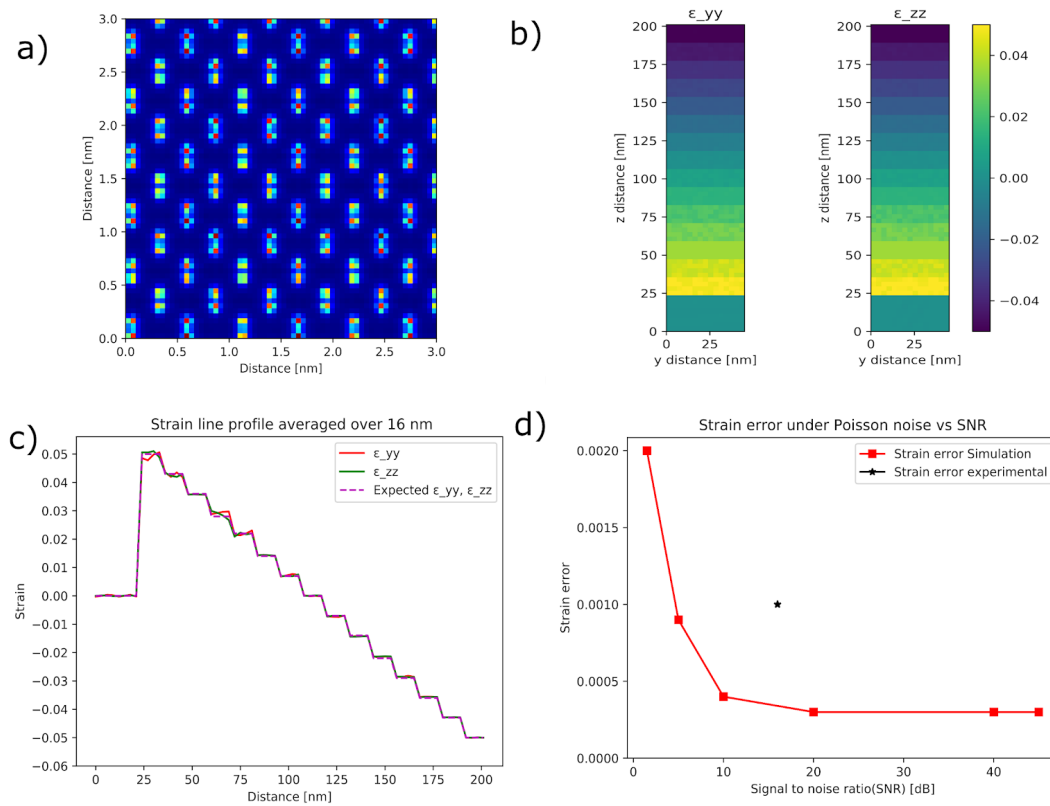 a)
3.0
2.5
2.0
1.5
1.0
0.5
0.0
Distance [nm]
0.0 0.5 1.0 1.5 2.0 2.5 3.0
Distance [nm]
b)
ε_yy ε_zz
200
175
150
125
100
75
50
25
0
z distance [nm]
0 25
y distance [nm]
200
175
150
125
100
75
50
25
0
z distance [nm]
0 25
y distance [nm]
0.04
0.02
0.00
−0.02
−0.04
c)
Strain line profile averaged over 16 nm
ε_yy
ε_zz
Expected ε_yy, ε_zz
0.05
0.04
0.03
0.02
0.01
0.00
−0.01
−0.02
−0.03
−0.04
−0.05
−0.06
Strain
0 25 50 75 100 125 150 175 200
Distance [nm]
d)
Strain error under Poisson noise vs SNR
Strain error Simulation
Strain error experimental
0.0020
0.0015
0.0010
0.0005
0.0000
Strain error
0 10 20 30 40
Signal to noise ratio(SNR) [dB]